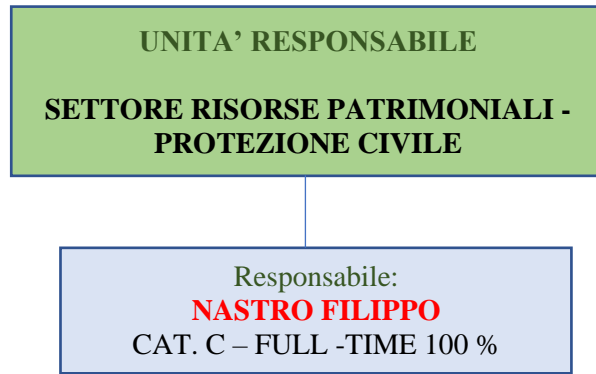 UNITA’ RESPONSABILE
SETTORE RISORSE PATRIMONIALI -
PROTEZIONE CIVILE
Responsabile:
NASTRO FILIPPO
CAT. C – FULL -TIME 100 %